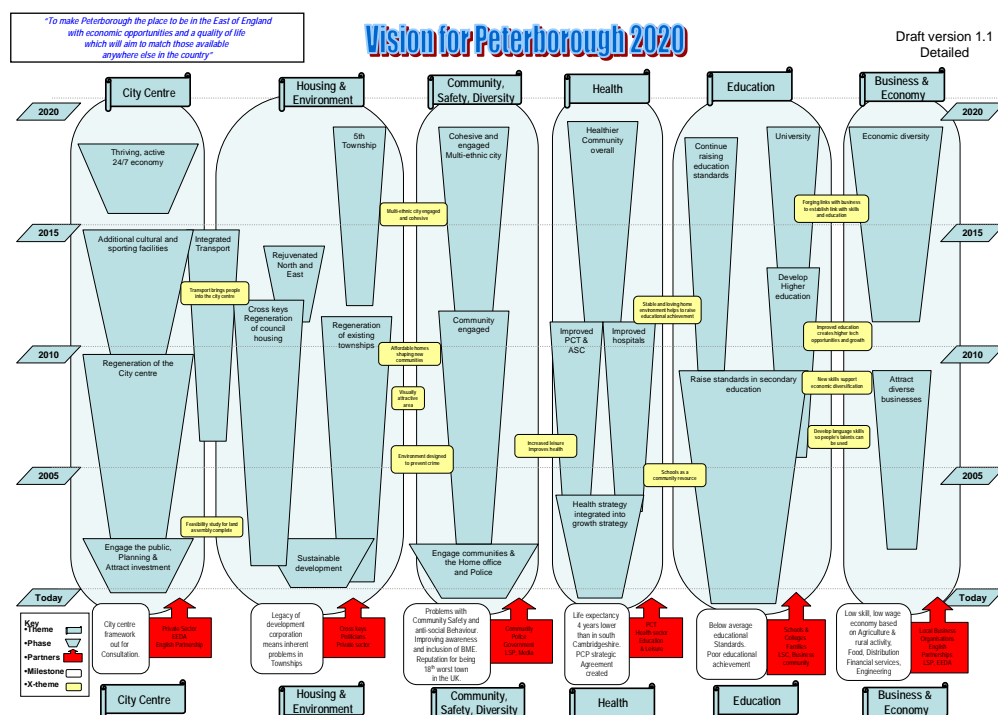 "To make Peterborough the place to be in the East of England
with economic opportunities and a quality of life
which will aim to match those available
anywhere else in the country"
Vision for Peterborough 2020
Draft version 1.1
Detailed
City Centre
Housing &
Environment
Community,
Safety, Diversity
Health
Education
Business &
Economy
2020
2020
Thriving, active
24/7 economy
5th
Township
Cohesive and
engaged
Multi-ethnic city
Healthier
Community
overall
Continue
raising
education
standards
University
Economic diversity
Multi-ethnic city engaged
and cohesive
Forging links with business
to establish link with skills
and education
2015
2015
Additional cultural and
sporting facilities
Integrated
Transport
Rejuvenated
North and
East
Develop
Higher
education
Transport brings people
into the city centre
Cross keys
Regeneration
of council
housing
Regeneration
of existing
townships
Community
engaged
Stable and loving home
environment helps to raise
educational achievement
Improved
PCT &
ASC
Improved
hospitals
Improved education
creates higher tech
opportunities and growth
2010
2010
Regeneration of the
City centre
Affordable homes
shaping new
communities
Visually
attractive
area
Raise standards in secondary
education
New skills support
economic diversification
Attract
diverse
businesses
Environment designed
to prevent crime
Increased leisure
Improves health
Develop language skills
so people's talents can
be used
Schools as a
community resource
2005
2005
Feasibility study for land
assembly complete
Health strategy
integrated into
growth strategy
Engage the public,
Planning &
Attract investment
Sustainable
development
Engage communities &
the Home office
and Police
Today
Today
Key
•Theme
•Phase
•Partners
•Milestone
•X-theme
City centre
framework
out for
Consultation.
Private Sector
EEDA
English Partnership
Legacy of
development
corporation
means inherent
problems in
Townships
Cross keys
Politicians
Private sector
Problems with
Community Safety and
anti-social Behaviour.
Improving awareness
and inclusion of BME.
Reputation for being
18th worst town
in the UK.
Community
Police
Government
LSP, Media
Life expectancy
4 years lower
than in south
Cambridgeshire.
PCP strategic
Agreement
created
PCT
Health sector
Education
& Leisure
Below average
educational
Standards.
Poor educational
achievement
Schools &
Colleges
Families
LSC, Business
community
Low skill, low wage
economy based
on Agriculture &
rural activity,
Food, Distribution
Financial services,
Engineering
Local Business
Organisations
English
Partnerships
LSP, EEDA
City Centre
Housing &
Environment
Community,
Safety, Diversity
Health
Education
Business &
Economy